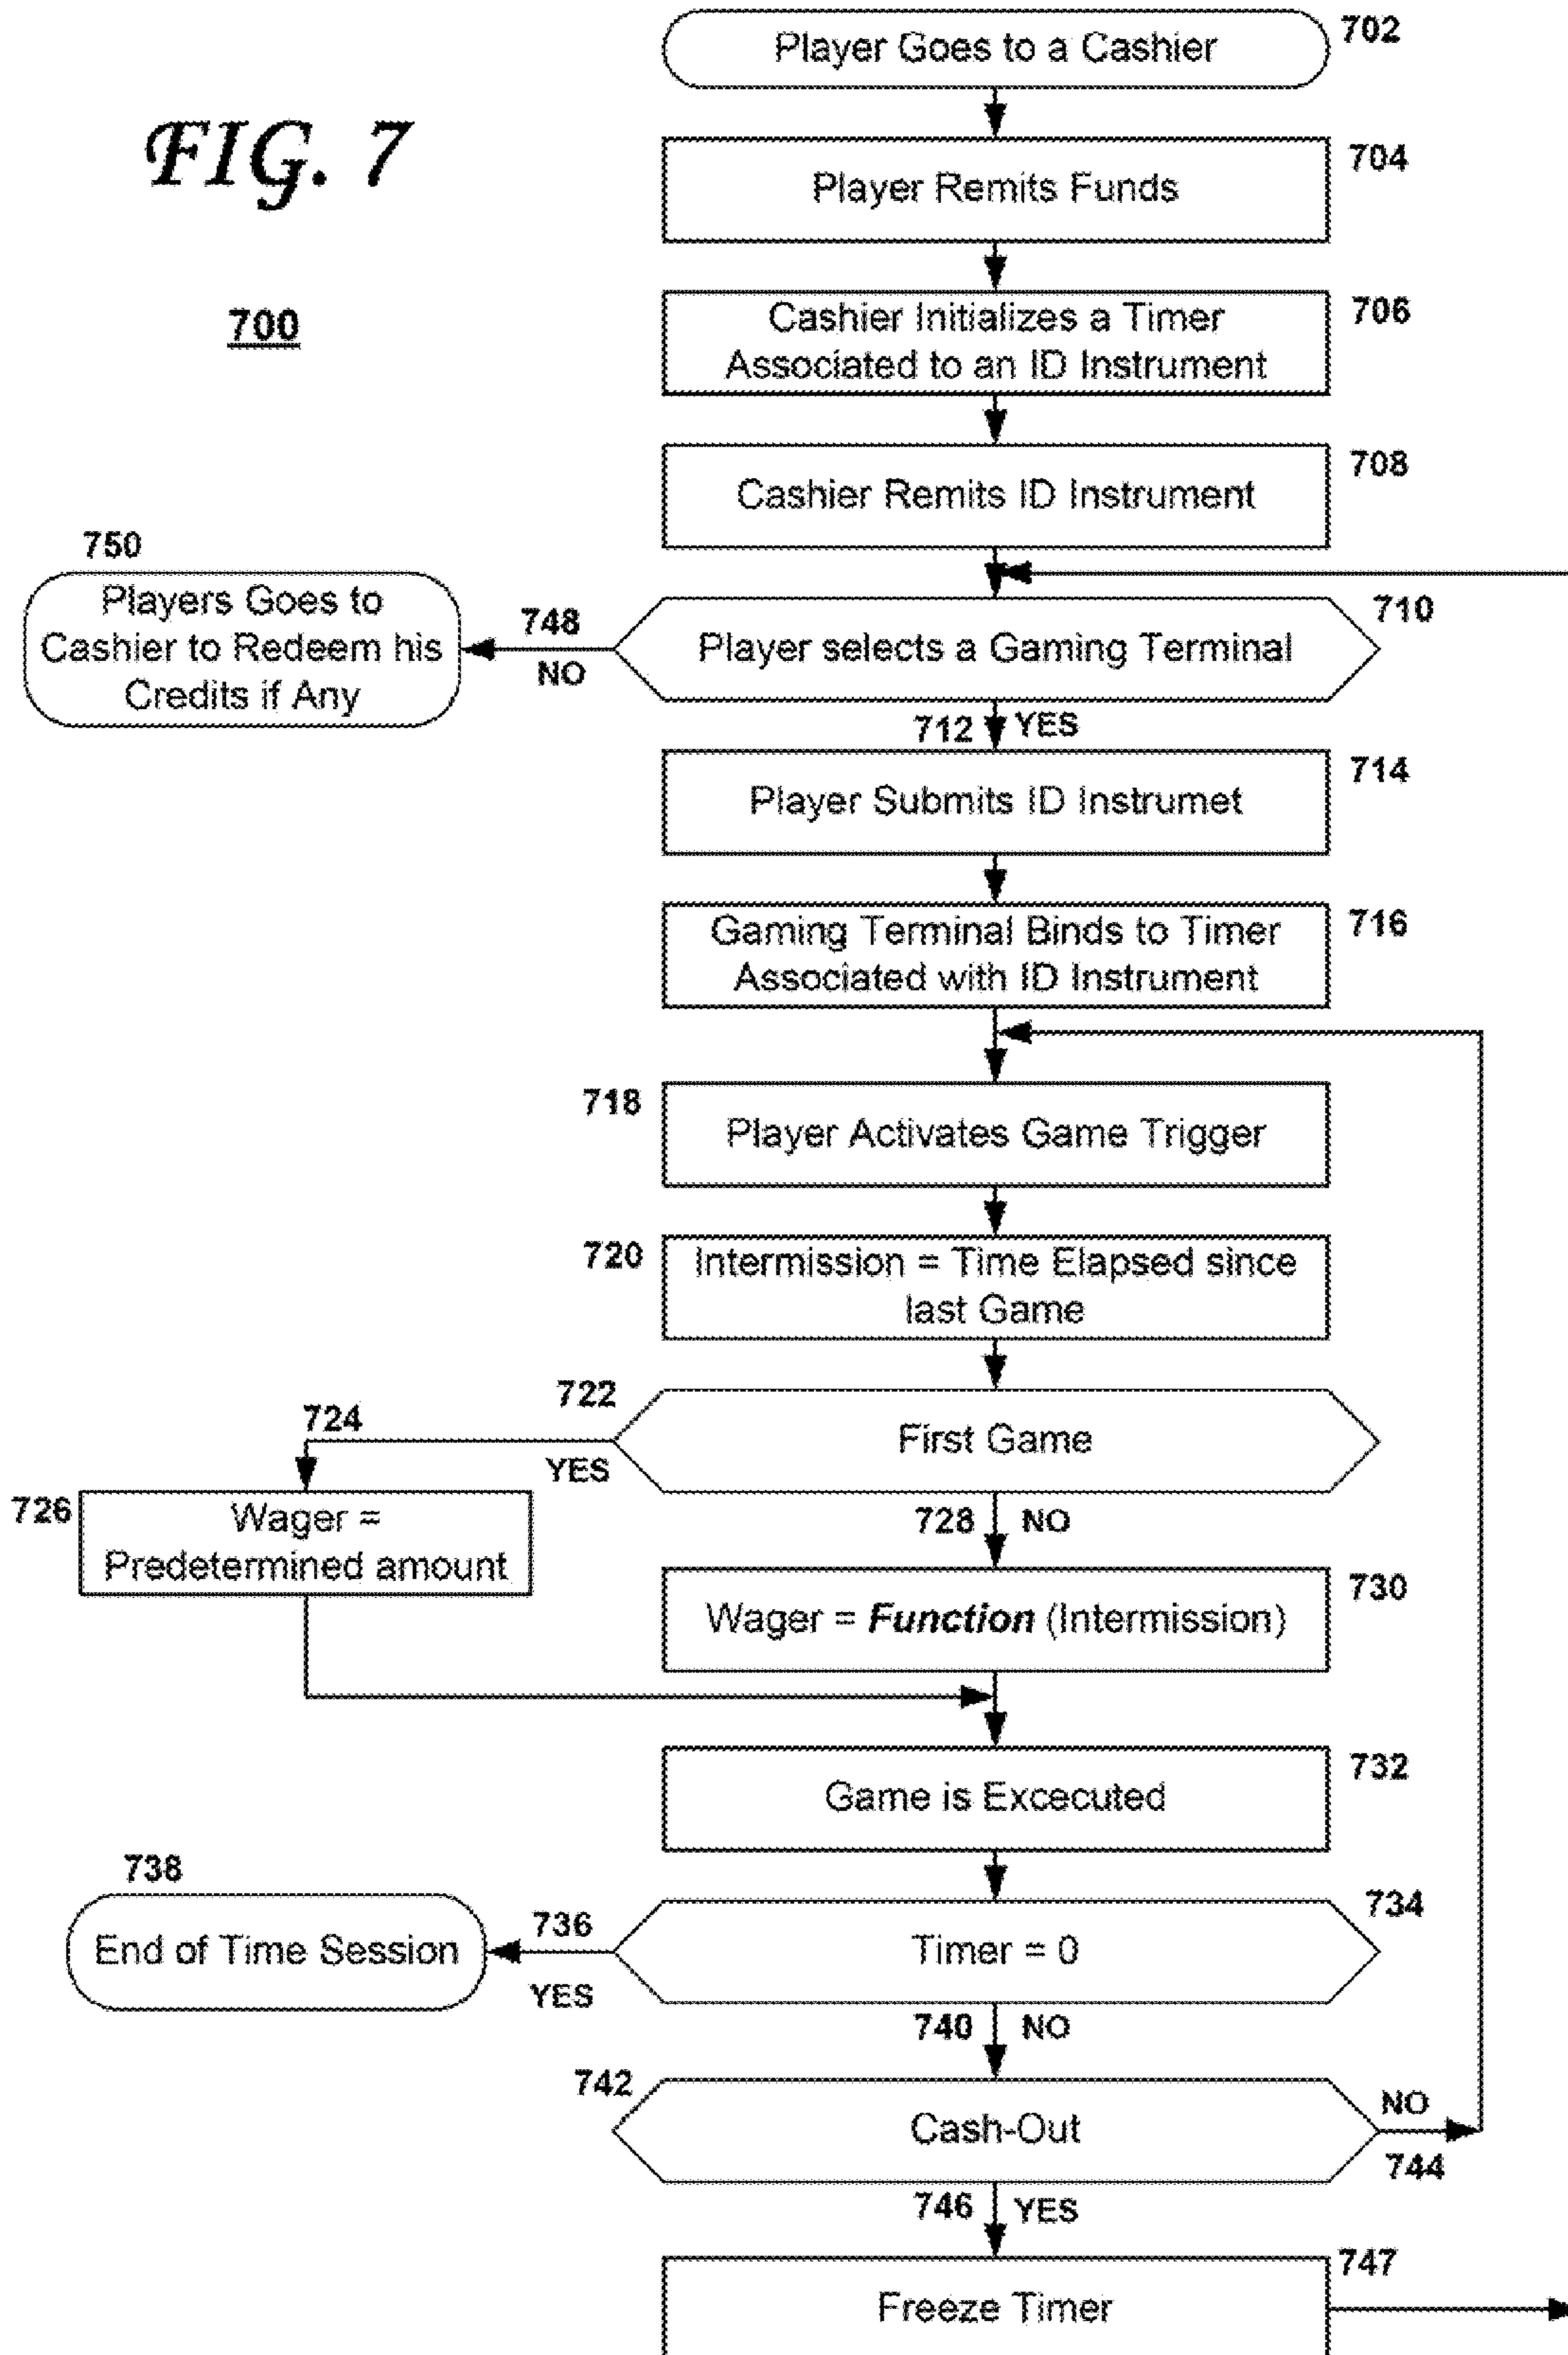 Player Goes to a Cashier
702
FIG. 7
704
Player Remits Funds
700
Cashier Initializes a Timer
Associated to an ID Instrument
706
Cashier Remits ID Instrument
708
750
Players Goes to
Cashier to Redeem his
Credits if Any
748
NO
Player selects a Gaming Terminal
710
712
YES
Player Submits ID Instrumet
714
Gaming Terminal Binds to Timer
Associated with ID Instrument
716
718
Player Activates Game Trigger
720
Intermission = Time Elapsed since
last Game
722
First Game
724
YES
726
Wager =
Predetermined amount
728
NO
Wager = Function (Intermission)
730
Game is Excecuted
732
738
End of Time Session
736
YES
Timer = 0
734
740
NO
742
Cash-Out
NO
744
746
YES
Freeze Timer
747